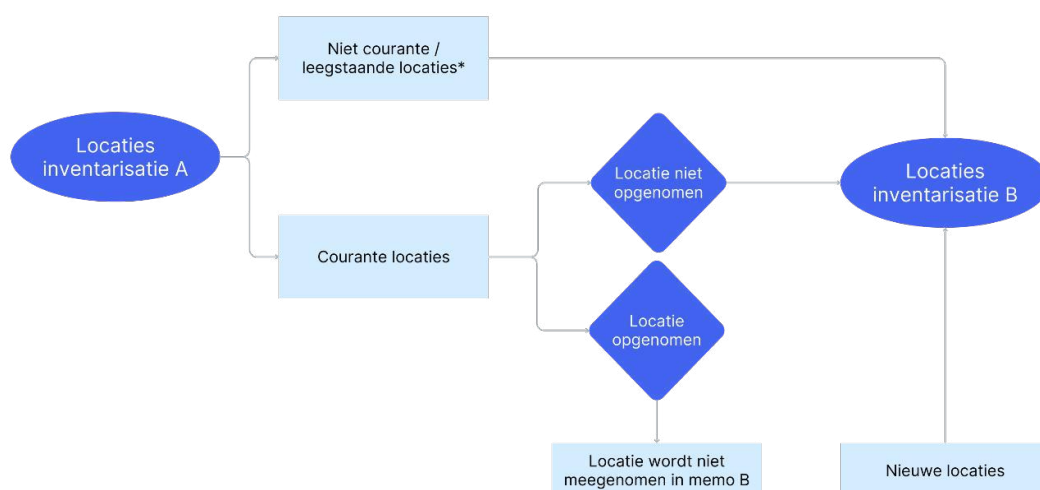 Niet courante /
leegstaande locaties*
Locaties
inventarisatie A
Locatie niet
opgenomen
Locaties
inventarisatie B
Courante locaties
Locatie
opgenomen
Locatie wordt niet
meegenomen in memo B
Nieuwe locaties